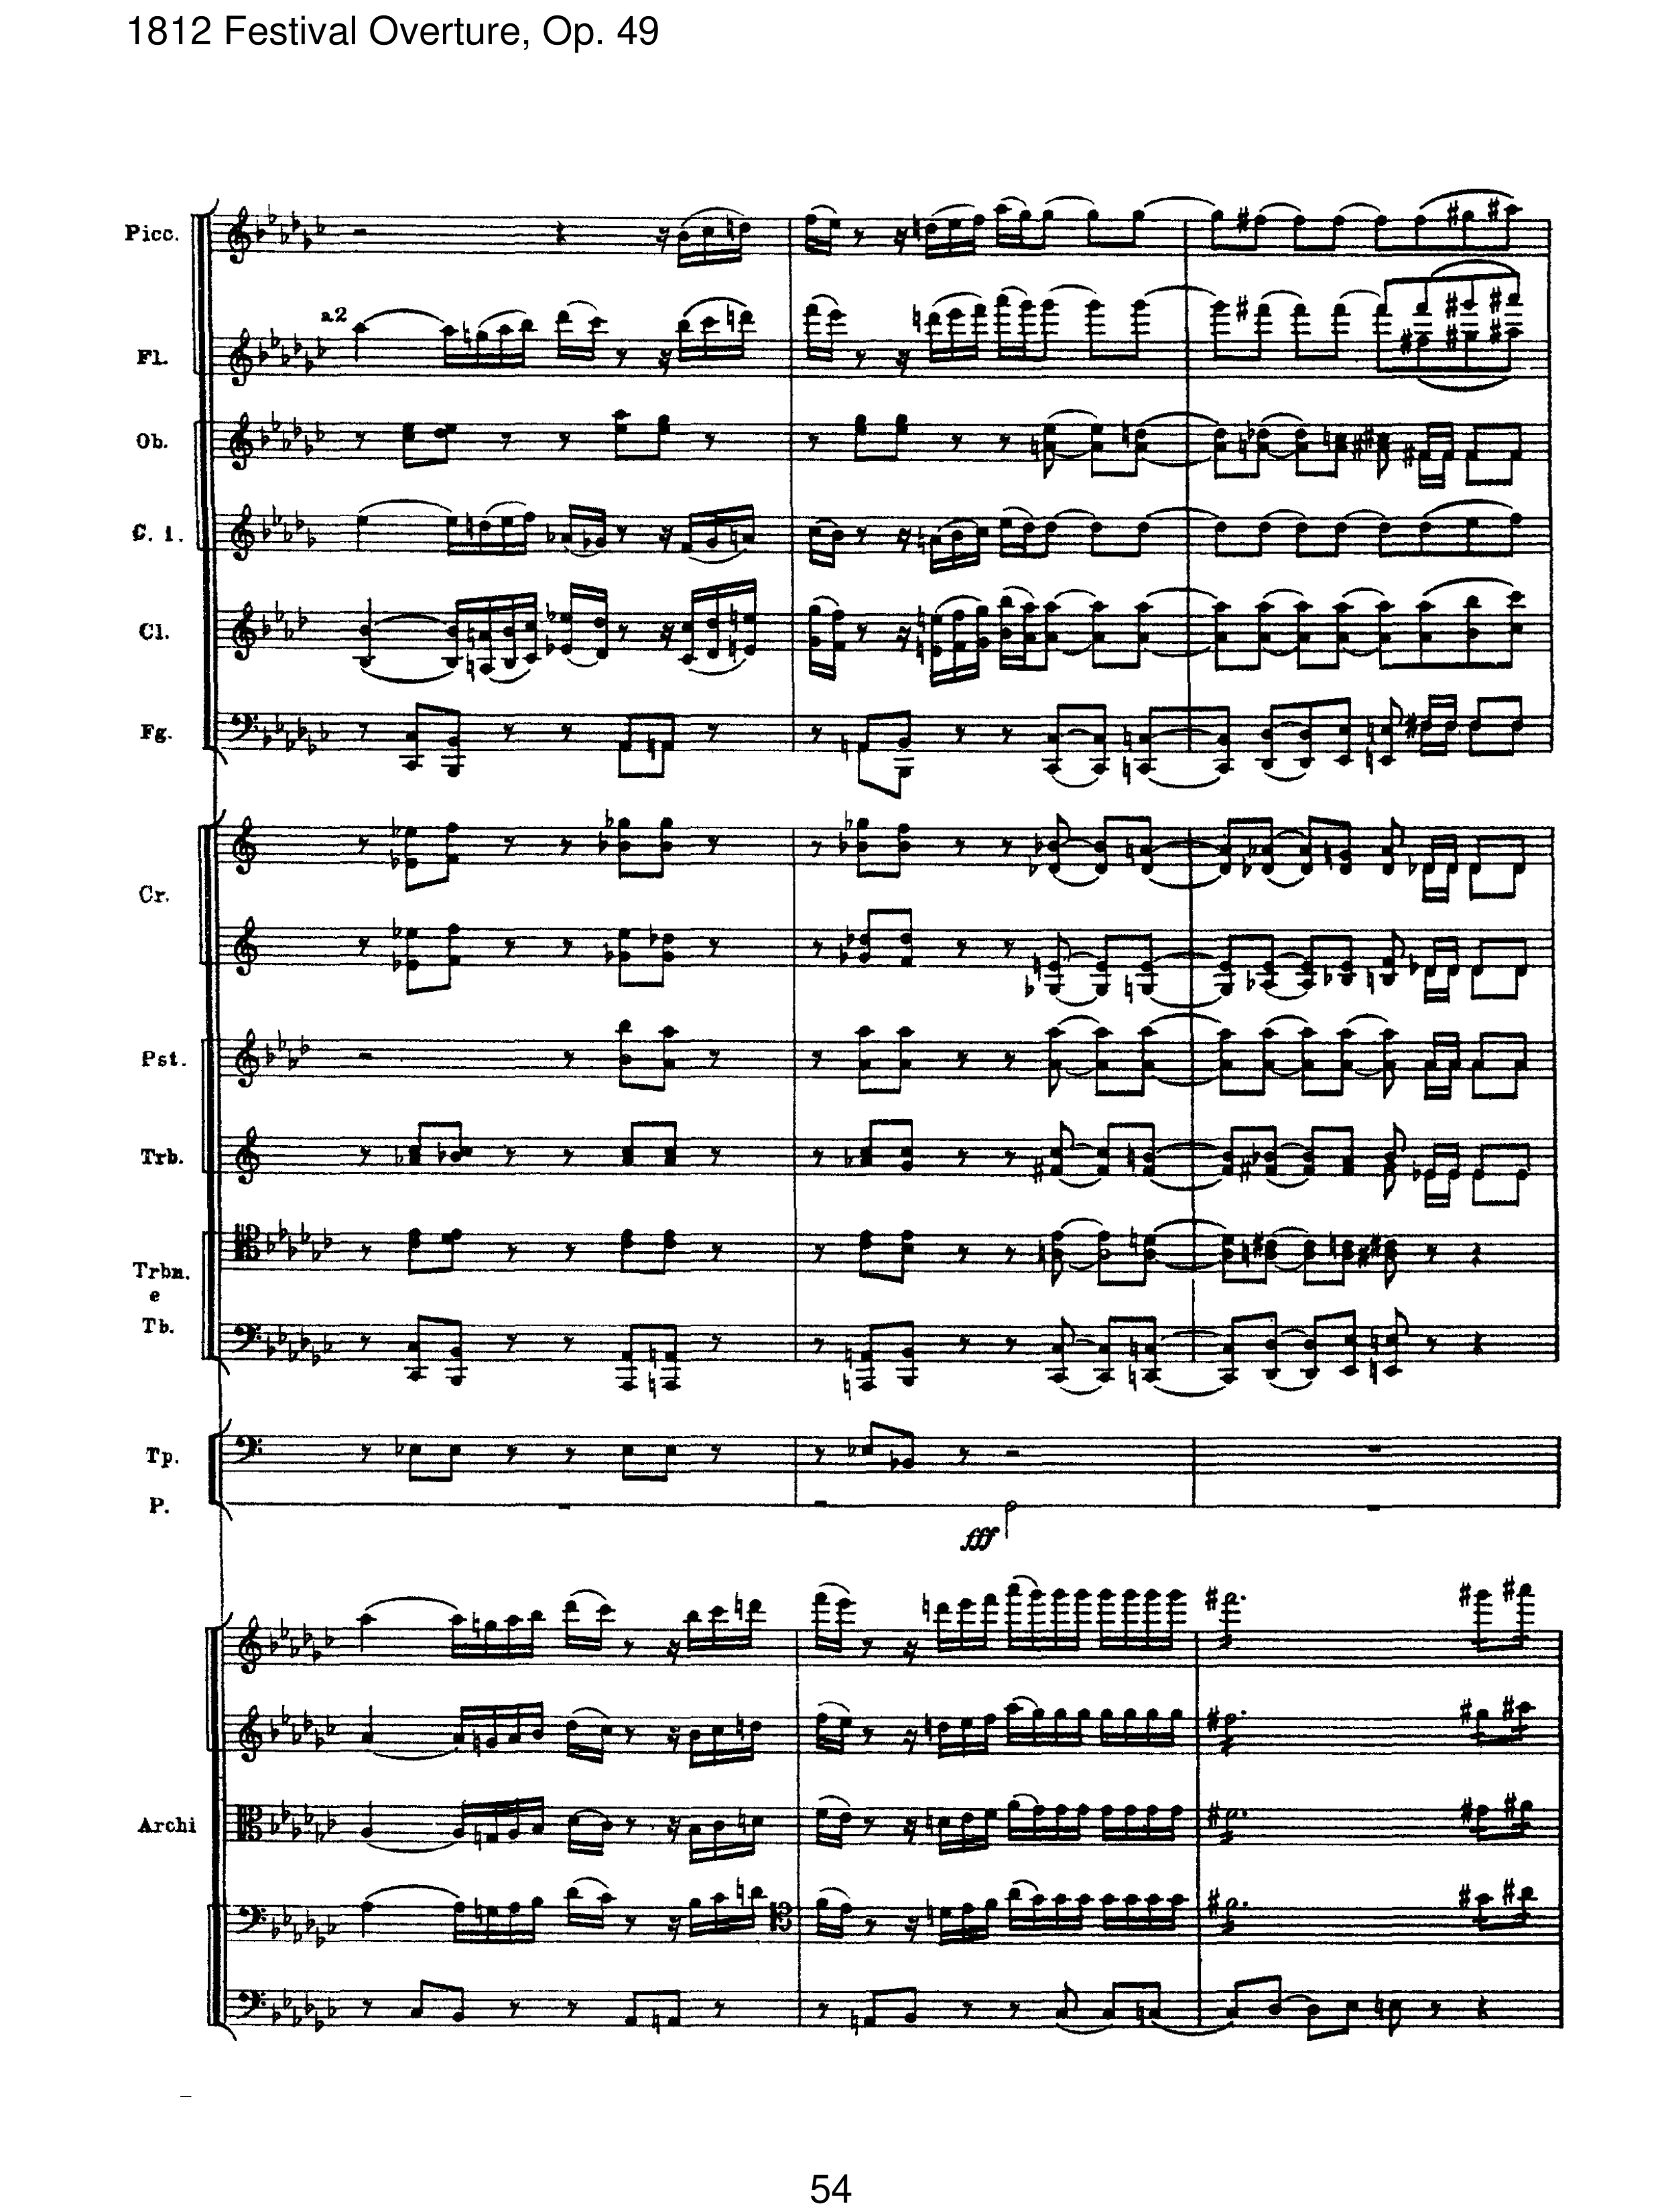 1812 Festival Overture, Op. 49
Picc.
a2
Fl.
Ob.
C. i.
Cl.
Fg.
Cr.
Pst.
Trb.
Trbn.
e
Tb.
Tp.
P.
fff
Archi
54